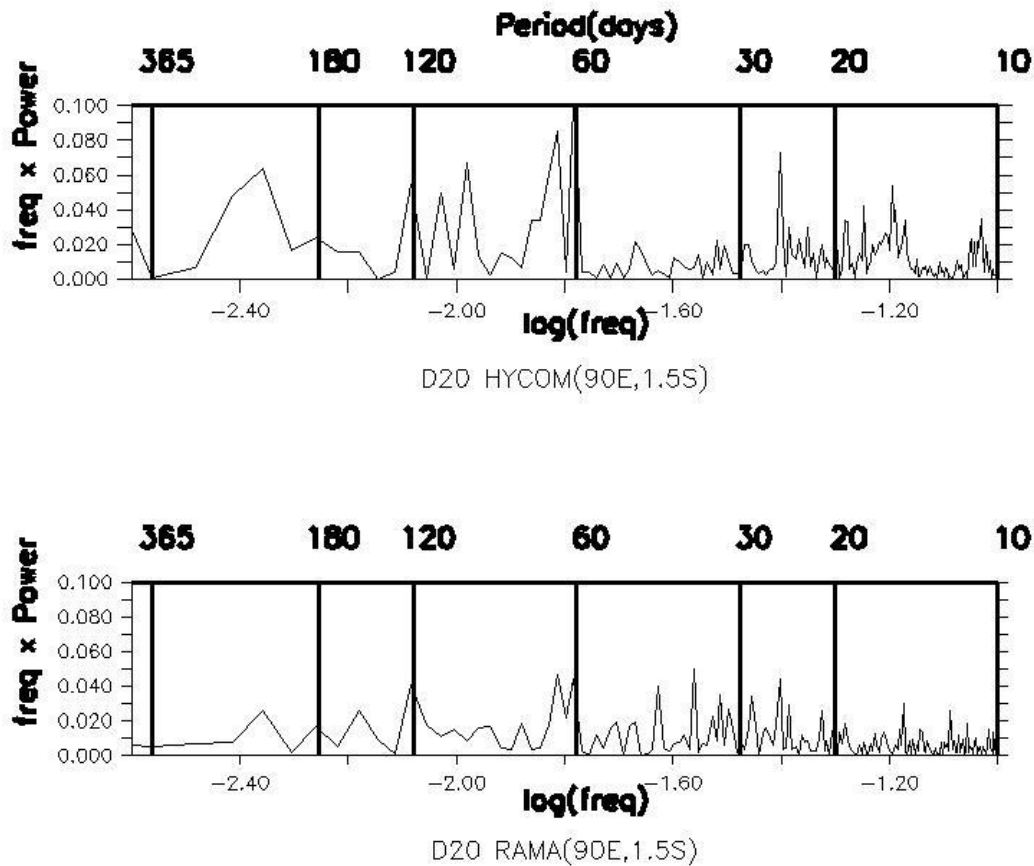 Period(days)
365 180 120 60 30 20 10
freq x Power
0.100
0.080
0.060
0.040
0.020
0.000
−2.40 −2.00 −1.60 −1.20
log(freq)
D20 HYCOM(90E,1.5S)
365 180 120 60 30 20 10
freq x Power
0.100
0.080
0.060
0.040
0.020
0.000
−2.40 −2.00 −1.60 −1.20
log(freq)
D20 RAMA(90E,1.5S)